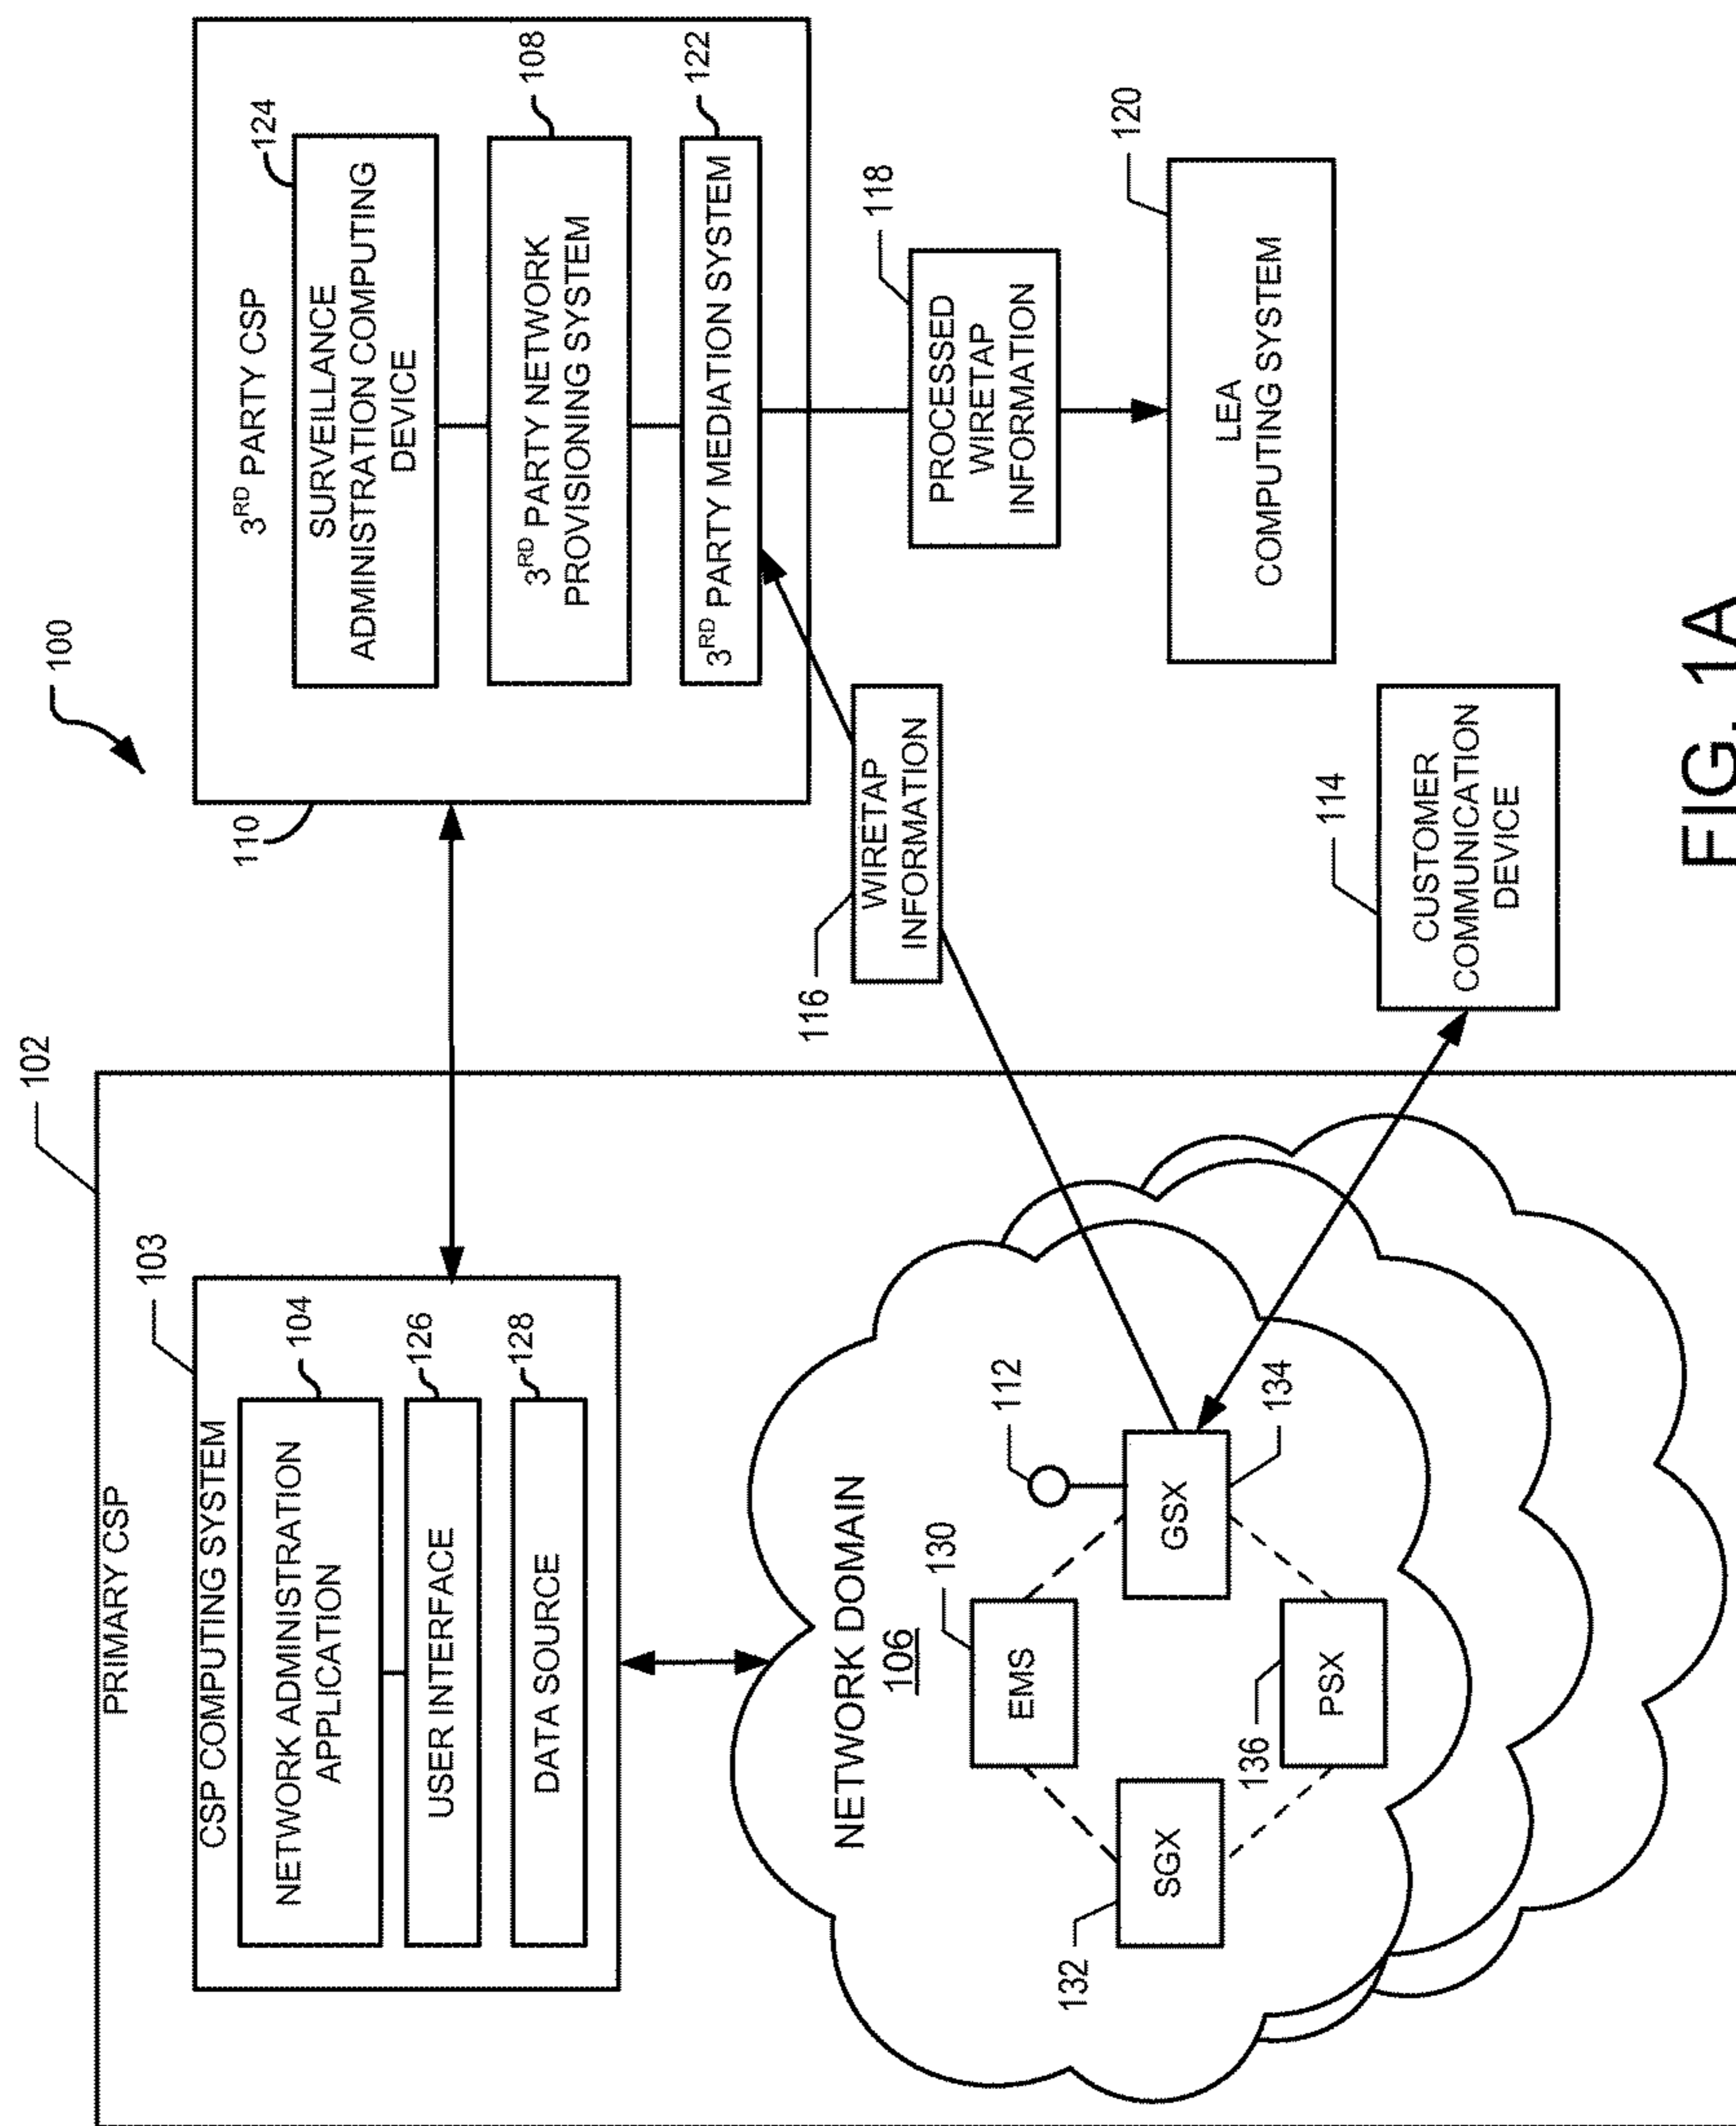 100
102
PRIMARY CSP
103
CSP COMPUTING SYSTEM
104
NETWORK ADMINISTRATION
APPLICATION
126
USER INTERFACE
128
DATA SOURCE
110
3RD PARTY CSP
124
SURVEILLANCE
ADMINISTRATION COMPUTING
DEVICE
108
3RD PARTY NETWORK
PROVISIONING SYSTEM
122
3RD PARTY MEDIATION SYSTEM
NETWORK DOMAIN
106
112
130
EMS
GSX
134
132
SGX
136
PSX
116
WIRETAP
INFORMATION
118
PROCESSED
WIRETAP
INFORMATION
120
LEA
COMPUTING SYSTEM
114
CUSTOMER
COMMUNICATION
DEVICE
FIG. 1A